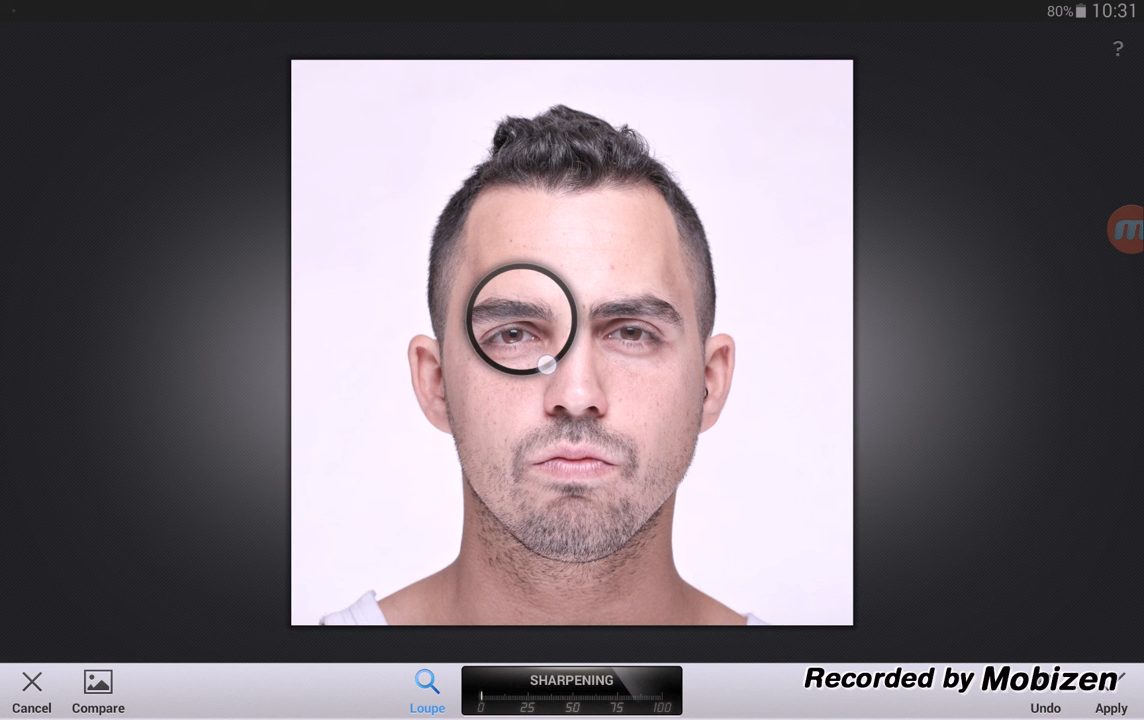 80% 10:31
?
m
SHARPENING
0 25 50 75 100
Recorded by Mobizen
Cancel
Compare
Loupe
Undo
Apply